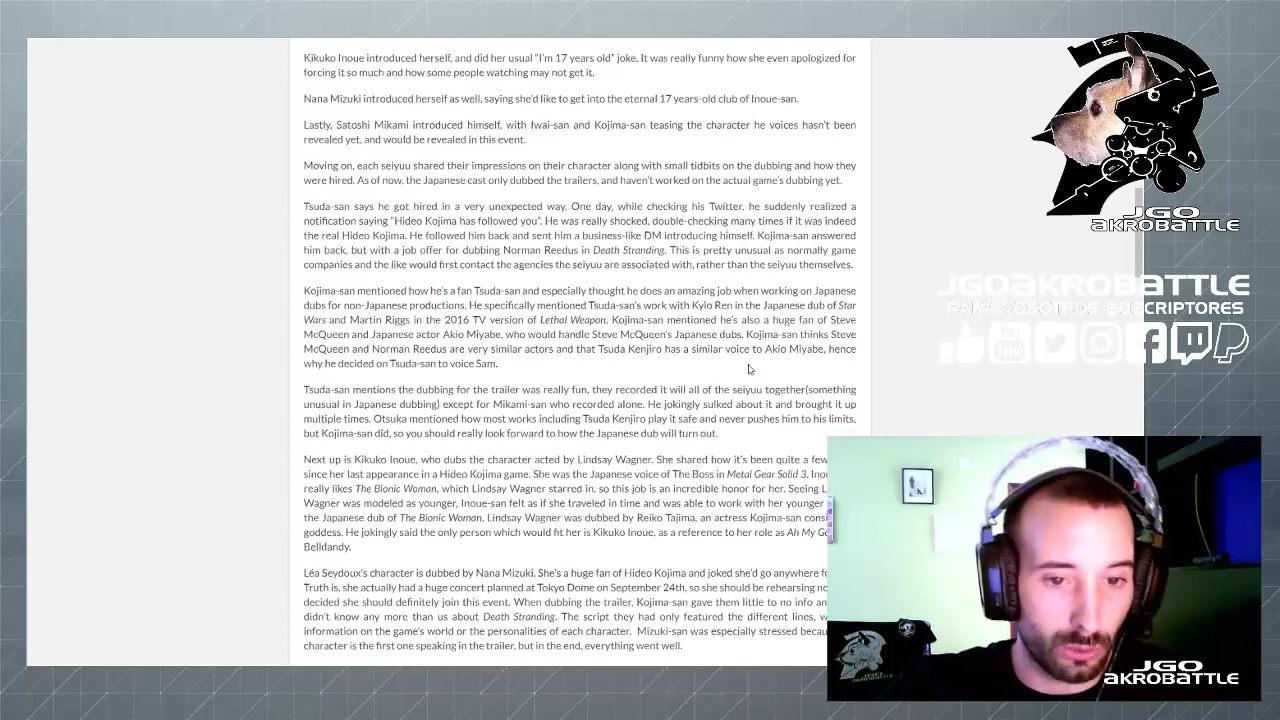 Kikuko Inoue introduced herself, and did her usual “I’m 17 years old” joke. It was really funny how she even apologized for
forcing it so much and how some people watching may not get it.
Nana Mizuki introduced herself as well, saying she’d like to get into the eternal 17 years-old club of Inoue-san.
Lastly, Satoshi Mikami introduced himself, with Iwai-san and Kojima-san teasing the character he voices hasn’t been
revealed yet, and would be revealed in this event.
Moving on, each seiyuu shared their impressions on their character along with small tidbits on the dubbing and how they
were hired. As of now, the Japanese cast only dubbed the trailers, and haven’t worked on the actual game’s dubbing yet.
Tsuda-san says he got hired in a very unexpected way. One day, while checking his Twitter, he suddenly realized a
notification saying “Hideo Kojima has followed you”. He was really shocked, double-checking many times if it was indeed
the real Hideo Kojima. He followed him back and sent him a business-like DM introducing himself. Kojima-san answered
him back, but with a job offer for dubbing Norman Reedus in Death Stranding. This is pretty unusual as normally game
companies and the like would first contact the agencies the seiyuu are associated with, rather than the seiyuu themselves.
Kojima-san mentioned how he’s a fan Tsuda-san and especially thought he does an amazing job when working on Japanese
dubs for non-Japanese productions. He specifically mentioned Tsuda-san’s work with Kylo Ren in the Japanese dub of Star
Wars and Martin Riggs in the 2016 TV version of Lethal Weapon. Kojima-san mentioned he’s also a huge fan of Steve
McQueen and Japanese actor Akio Miyabe, who would handle Steve McQueen’s Japanese dubs. Kojima-san thinks Steve
McQueen and Norman Reedus are very similar actors and that Tsuda Kenjiro has a similar voice to Akio Miyabe, hence
why he decided on Tsuda-san to voice Sam.
Tsuda-san mentions the dubbing for the trailer was really fun, they recorded it will all of the seiyuu together(something
unusual in Japanese dubbing) except for Mikami-san who recorded alone. He jokingly sulked about it and brought it up
multiple times. Otsuka mentioned how most works including Tsuda Kenjiro play it safe and never pushes him to his limits,
but Kojima-san did, so you should really look forward to how the Japanese dub will turn out.
Next up is Kikuko Inoue, who dubs the character acted by Lindsay Wagner. She shared how it’s been quite a few
since her last appearance in a Hideo Kojima game. She was the Japanese voice of The Boss in Metal Gear Solid 3.
really likes The Bionic Woman, which Lindsay Wagner starred in, so this job is an incredible honor for her. Seeing
Wagner was modeled as younger, Inoue-san felt as if she traveled in time and was able to work with her younger
the Japanese dub of The Bionic Woman, Lindsay Wagner was dubbed by Reiko Tajima, an actress Kojima-san
goddess. He jokingly said the only person which would fit her is Kikuko Inoue, as a reference to her role as Ah My
Belldandy.
Léa Seydoux’s character is dubbed by Nana Mizuki. She’s a huge fan of Hideo Kojima and joked she’d go anywhere
Truth is, she actually had a huge concert planned at Tokyo Dome on September 24th, so she should be rehearsing
decided she should definitely join this event. When dubbing the trailer, Kojima-san gave them little to no info
didn’t know any more than us about Death Stranding. The script they had only featured the different lines,
information on the game’s world or the personalities of each character. Mizuki-san was especially stressed
character is the first one speaking in the trailer, but in the end, everything went well.
JGO
AKROBATTLE
JGOAKROBATTLE
PARA VOSOTROS SUSCRIPTORES
You
Tube
JGO
AKROBATTLE